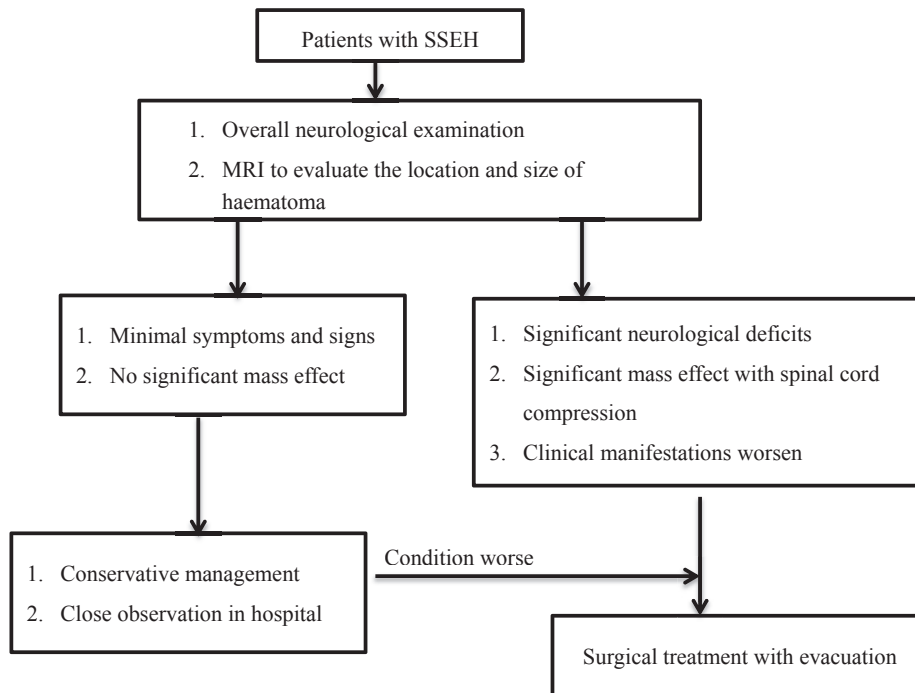 Patients with SSEH
1. Overall neurological examination
2. MRI to evaluate the location and size of
haematoma
1. Minimal symptoms and signs
2. No significant mass effect
1. Significant neurological deficits
2. Significant mass effect with spinal cord
compression
3. Clinical manifestations worsen
1. Conservative management
2. Close observation in hospital
Condition worse
Surgical treatment with evacuation